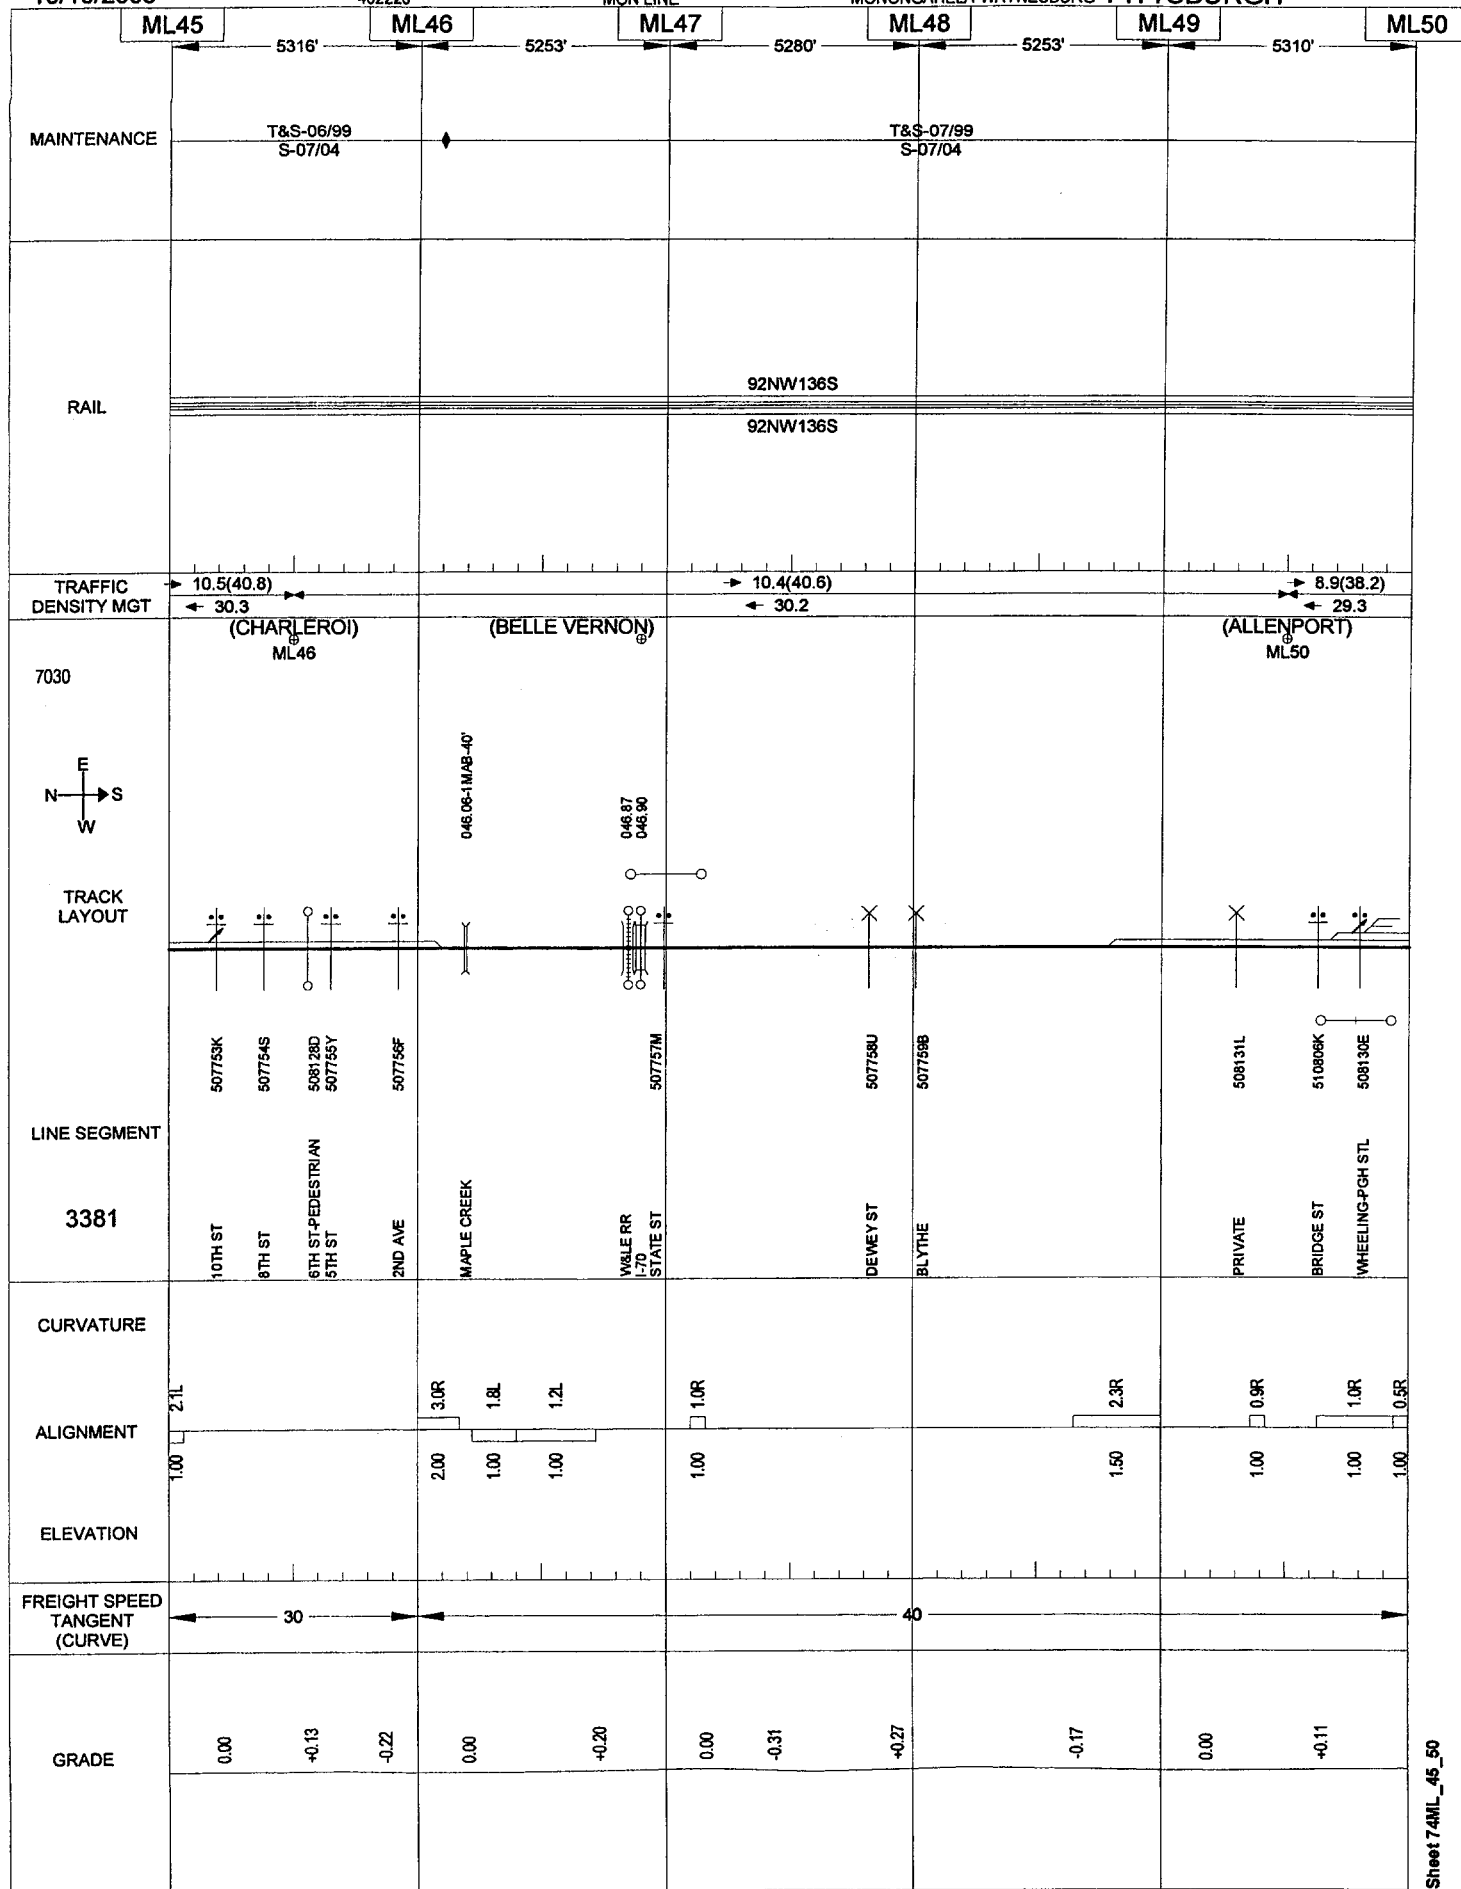 402223 MON LINE
ML45 ML46 ML47 ML48 ML49 ML50
5316' 5253' 5280' 5253' 5310'
MAINTENANCE
T&S-06/99 T&S-07/99
S-07/04 S-07/04
RAIL
92NW136S
92NW136S
TRAFFIC DENSITY MGT
10.5(40.8) 10.4(40.6) 8.9(38.2)
30.3 30.2 29.3
(CHARLEROI) (BELLE VERNON) (ALLENPORT)
ML46 ML50
7030
E
N S
W
046.06-1MAB-40'
046.87
046.90
TRACK
LAYOUT
507753K
507754S
508128D
507755Y
507756F
507757M
507758U
507759B
508131L
510806K
508130E
LINE SEGMENT
3381
10TH ST
8TH ST
6TH ST-PEDESTRIAN
5TH ST
2ND AVE
MAPLE CREEK
W&LE RR
I-70
STATE ST
DEWEY ST
BLYTHE
PRIVATE
BRIDGE ST
WHEELING-PGH STL
CURVATURE
2.1L 3.0R 1.8L 1.2L 1.0R 2.3R 0.9R 1.0R 0.5R
ALIGNMENT
1.00 2.00 1.00 1.00 1.00 1.50 1.00 1.00 1.00
ELEVATION
FREIGHT SPEED
TANGENT
(CURVE)
30 40
GRADE
0.00 +0.13 -0.22 0.00 +0.20 0.00 -0.31 +0.27 -0.17 0.00 +0.11
Sheet 74ML_45_50